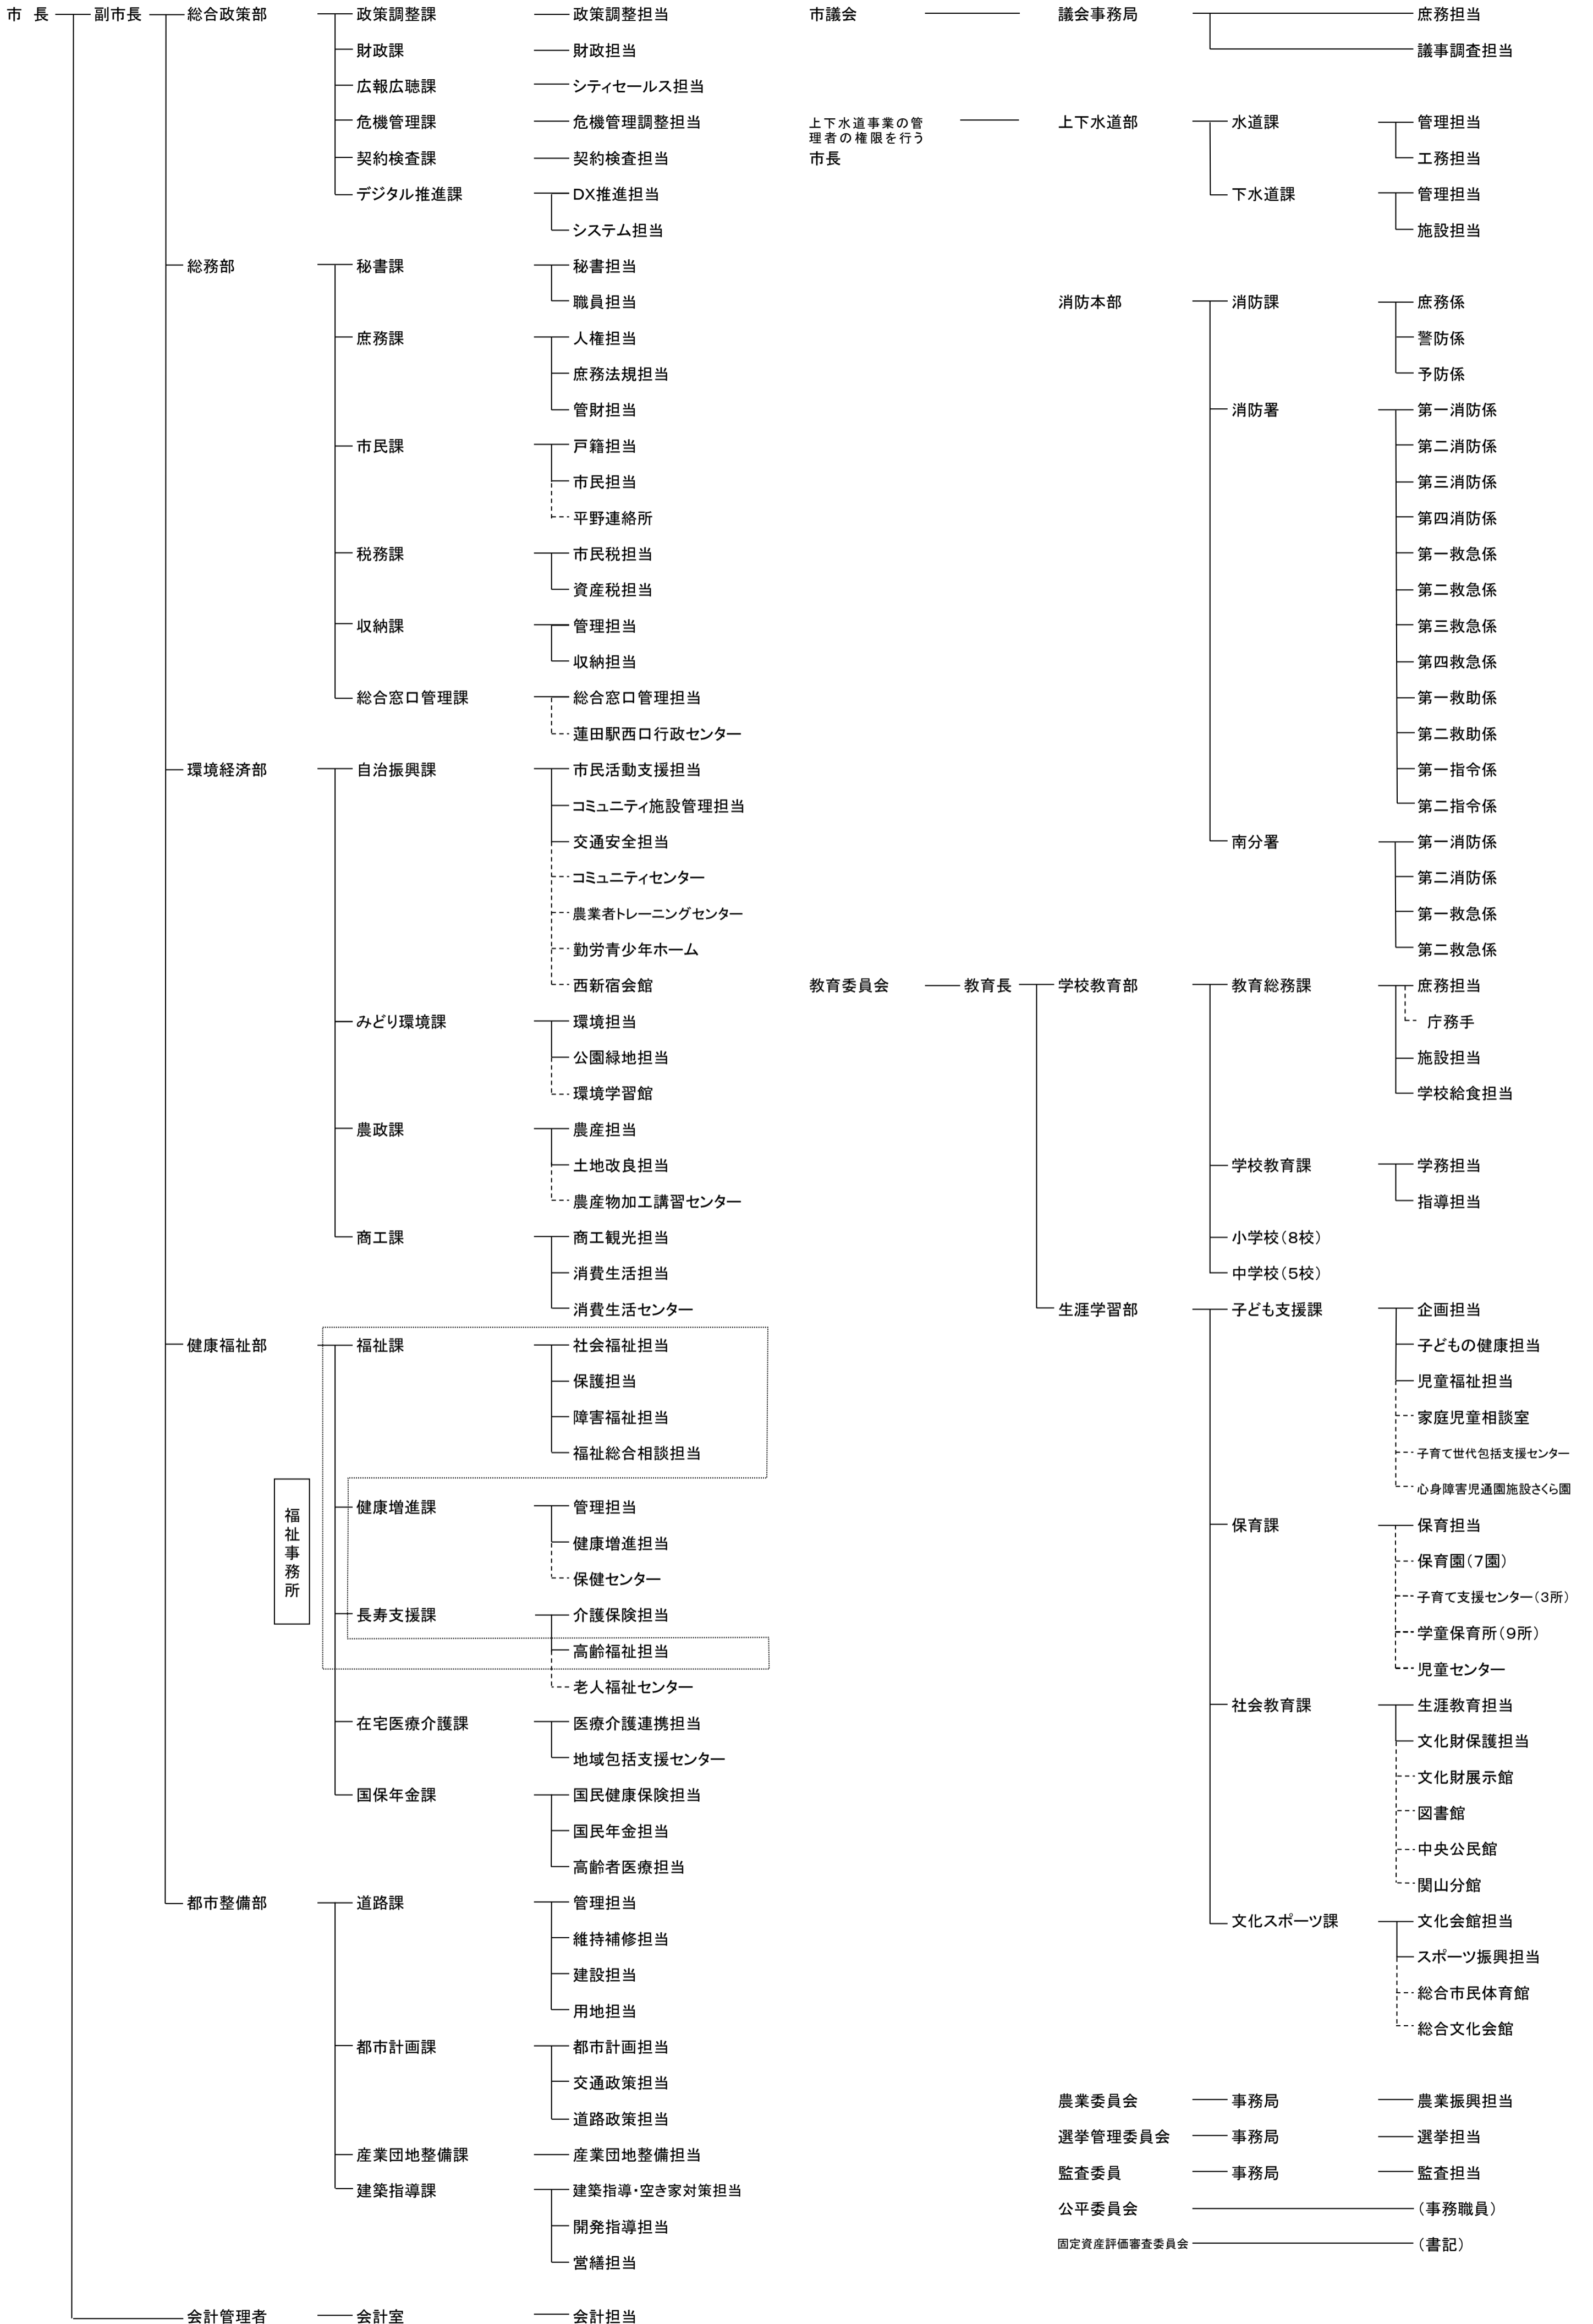 市 長
副市長
総合政策部
政策調整課
政策調整担当
財政課
財政担当
広報広聴課
シティセールス担当
危機管理課
危機管理調整担当
契約検査課
契約検査担当
デジタル推進課
DX推進担当
システム担当
総務部
秘書課
秘書担当
職員担当
庶務課
人権担当
庶務法規担当
管財担当
市民課
戸籍担当
市民担当
平野連絡所
税務課
市民税担当
資産税担当
収納課
管理担当
収納担当
総合窓口管理課
総合窓口管理担当
蓮田駅西口行政センター
環境経済部
自治振興課
市民活動支援担当
コミュニティ施設管理担当
交通安全担当
コミュニティセンター
農業者トレーニングセンター
勤労青少年ホーム
西新宿会館
みどり環境課
環境担当
公園緑地担当
環境学習館
農政課
農産担当
土地改良担当
農産物加工講習センター
商工課
商工観光担当
消費生活担当
消費生活センター
健康福祉部
福祉事務所
福祉課
社会福祉担当
保護担当
障害福祉担当
福祉総合相談担当
健康増進課
管理担当
健康増進担当
保健センター
長寿支援課
介護保険担当
高齢福祉担当
老人福祉センター
在宅医療介護課
医療介護連携担当
地域包括支援センター
国保年金課
国民健康保険担当
国民年金担当
高齢者医療担当
都市整備部
道路課
管理担当
維持補修担当
建設担当
用地担当
都市計画課
都市計画担当
交通政策担当
道路政策担当
産業団地整備課
産業団地整備担当
建築指導課
建築指導・空き家対策担当
開発指導担当
営繕担当
会計管理者
会計室
会計担当
市議会
議会事務局
庶務担当
議事調査担当
上下水道事業の管
理者の権限を行う
市長
上下水道部
水道課
管理担当
工務担当
下水道課
管理担当
施設担当
消防本部
消防課
庶務係
警防係
予防係
消防署
第一消防係
第二消防係
第三消防係
第四消防係
第一救急係
第二救急係
第三救急係
第四救急係
第一救助係
第二救助係
第一指令係
第二指令係
南分署
第一消防係
第二消防係
第一救急係
第二救急係
教育委員会
教育長
学校教育部
教育総務課
庶務担当
庁務手
施設担当
学校給食担当
学校教育課
学務担当
指導担当
小学校(8校)
中学校(5校)
生涯学習部
子ども支援課
企画担当
子どもの健康担当
児童福祉担当
家庭児童相談室
子育て世代包括支援センター
心身障害児通園施設さくら園
保育課
保育担当
保育園(7園)
子育て支援センター(3所)
学童保育所(9所)
児童センター
社会教育課
生涯教育担当
文化財保護担当
文化財展示館
図書館
中央公民館
関山分館
文化スポーツ課
文化会館担当
スポーツ振興担当
総合市民体育館
総合文化会館
農業委員会
事務局
農業振興担当
選挙管理委員会
事務局
選挙担当
監査委員
事務局
監査担当
公平委員会
(事務職員)
固定資産評価審査委員会
(書記)